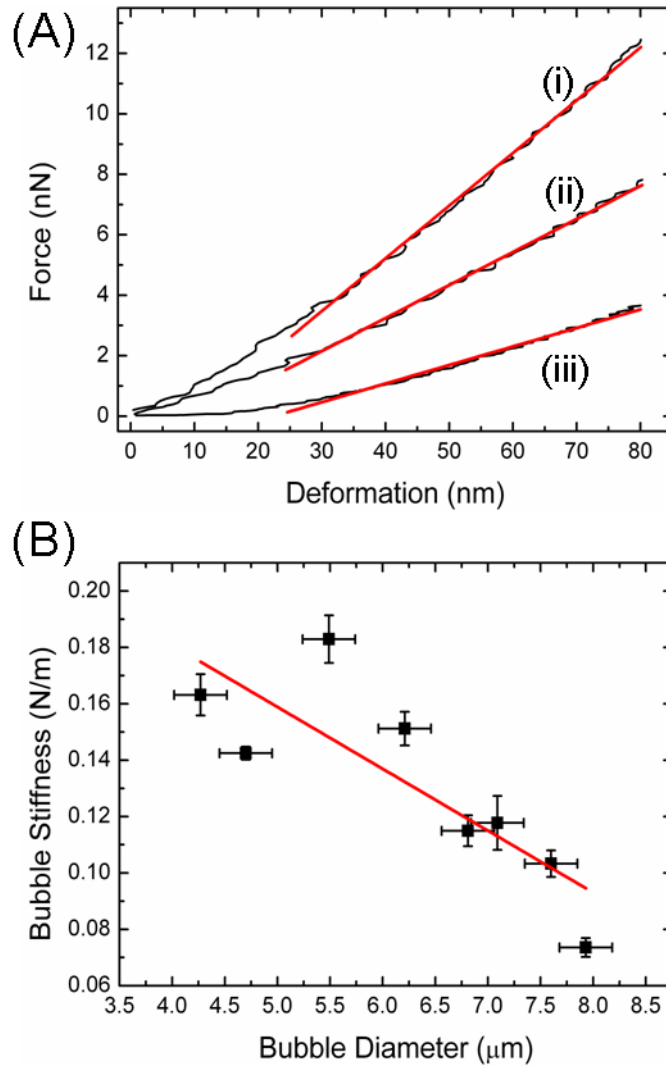 (A)
12
10
8
6
4
2
0
Force (nN)
(i)
(ii)
(iii)
0 10 20 30 40 50 60 70 80
Deformation (nm)
(B)
0.20
0.18
0.16
0.14
0.12
0.10
0.08
0.06
Bubble Stiffness (N/m)
3.5 4.0 4.5 5.0 5.5 6.0 6.5 7.0 7.5 8.0 8.5
Bubble Diameter (μm)